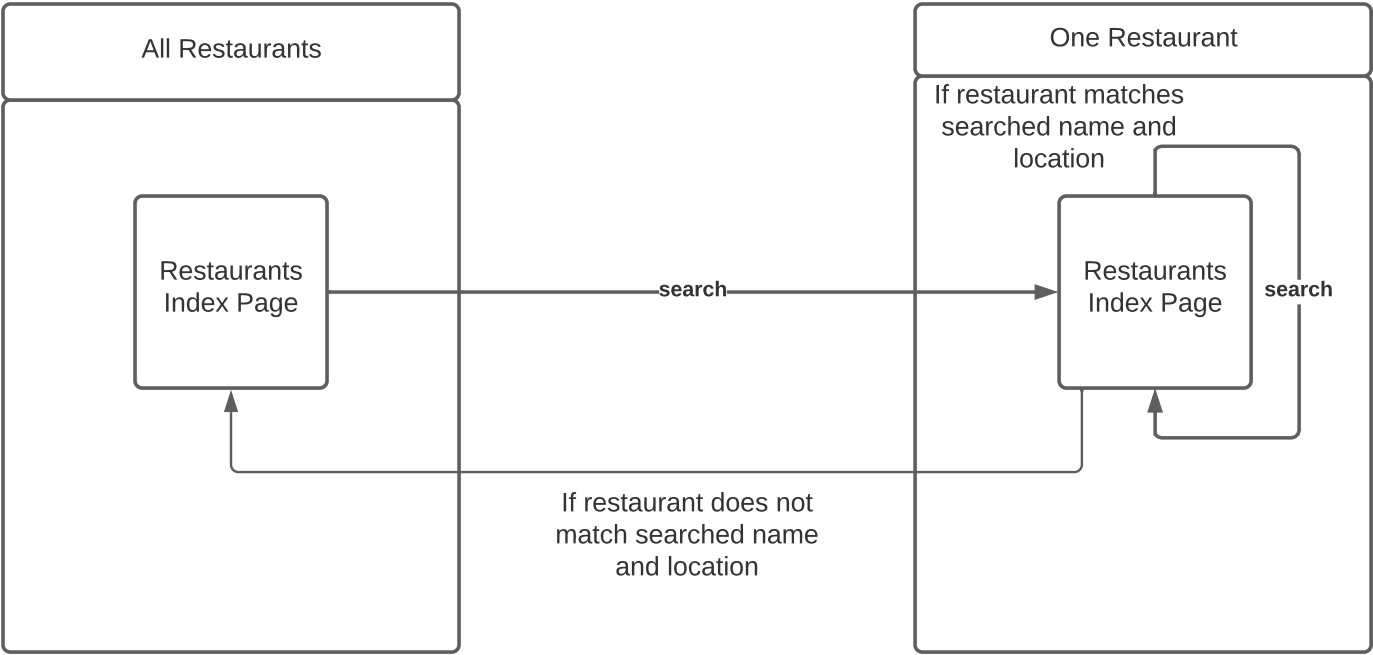 All Restaurants
One Restaurant
If restaurant matches
searched name and
location
Restaurants
Index Page
search
Restaurants
Index Page
search
If restaurant does not
match searched name
and location